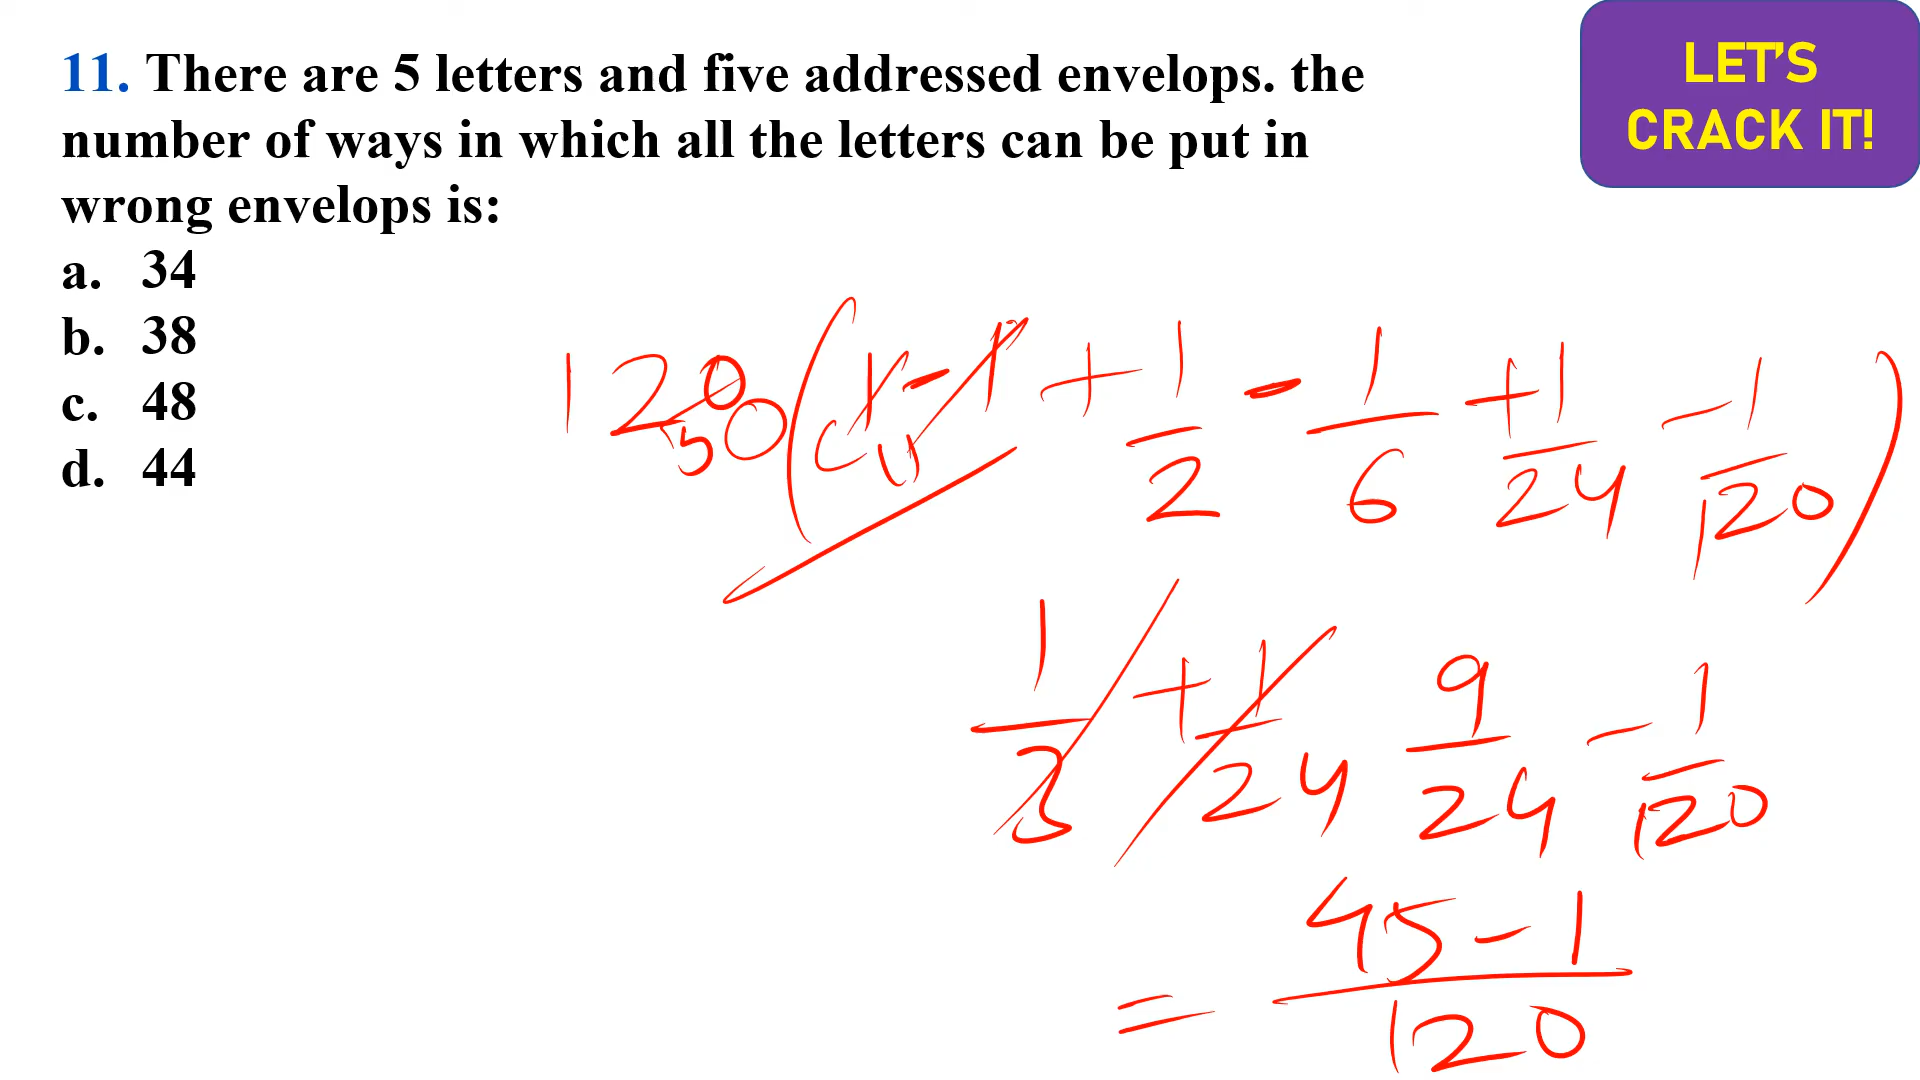 11. There are 5 letters and five addressed envelops. the
number of ways in which all the letters can be put in
wrong envelops is:
a. 34
b. 38
c. 48
d. 44
LET'S
CRACK IT!
120 ( 1 - 1 + 1/2 - 1/6 + 1/24 - 1/120 )
1/3 + 1/24 9/24 - 1/120
= 45 - 1 / 120